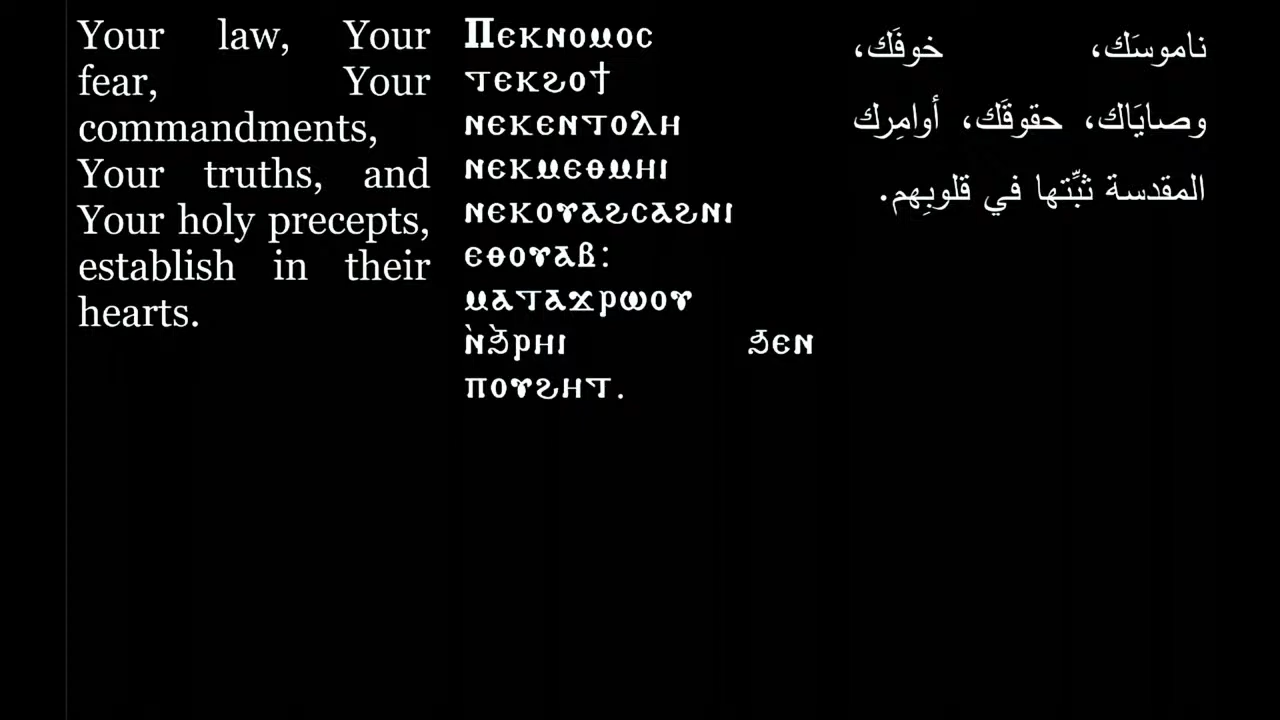 Your law, Your
fear, Your
commandments,
Your truths, and
Your holy precepts,
establish in their
hearts.
Ⲡⲉⲕⲛⲟⲙⲟⲥ
ⲧⲉⲕϩⲟϯ
ⲛⲉⲕⲉⲛⲧⲟⲗⲏ
ⲛⲉⲕⲙⲉⲑⲙⲏⲓ
ⲛⲉⲕⲟⲩⲁϩⲥⲁϩⲛⲓ
ⲉⲑⲟⲩⲁⲃ:
ⲙⲁⲧⲁϫⲣⲱⲟⲩ
ⲛ̀ϧ̀ⲣⲏⲓ ϧⲉⲛ
ⲡⲟⲩϩⲏⲧ.
ناموسَك، خوفَك،
وصايَاك، حقوقَك، أوامِرك
المقدسة ثبِّتها في قلوبِهم.